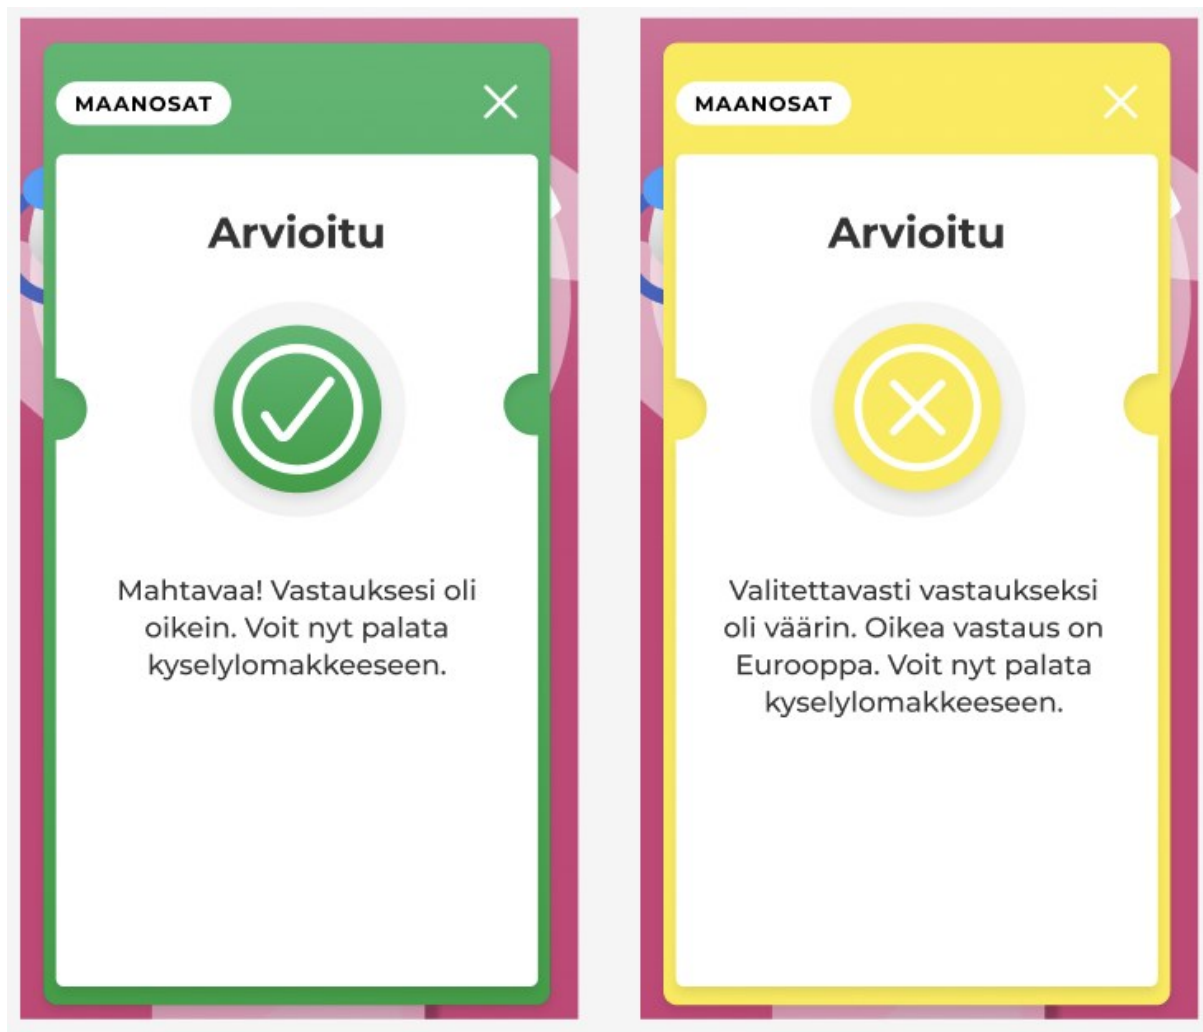 MAANOSAT
Arvioitu
Mahtavaa! Vastauksesi oli
oikein. Voit nyt palata
kyselylomakkeeseen.
MAANOSAT
Arvioitu
Valitettavasti vastaukseksi
oli väärin. Oikea vastaus on
Eurooppa. Voit nyt palata
kyselylomakkeeseen.